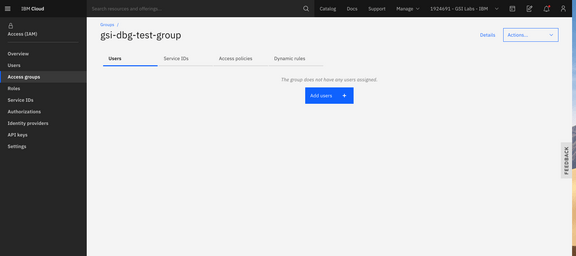 IBM Cloud
Search resources and offerings...
Catalog
Docs
Support
Manage
1924691 - GSI Labs - IBM
Access (IAM)
Overview
Users
Access groups
Roles
Service IDs
Authorizations
Identity providers
API keys
Settings
Groups /
gsi-dbg-test-group
Details
Actions...
Users
Service IDs
Access policies
Dynamic rules
The group does not have any users assigned.
Add users +
FEEDBACK